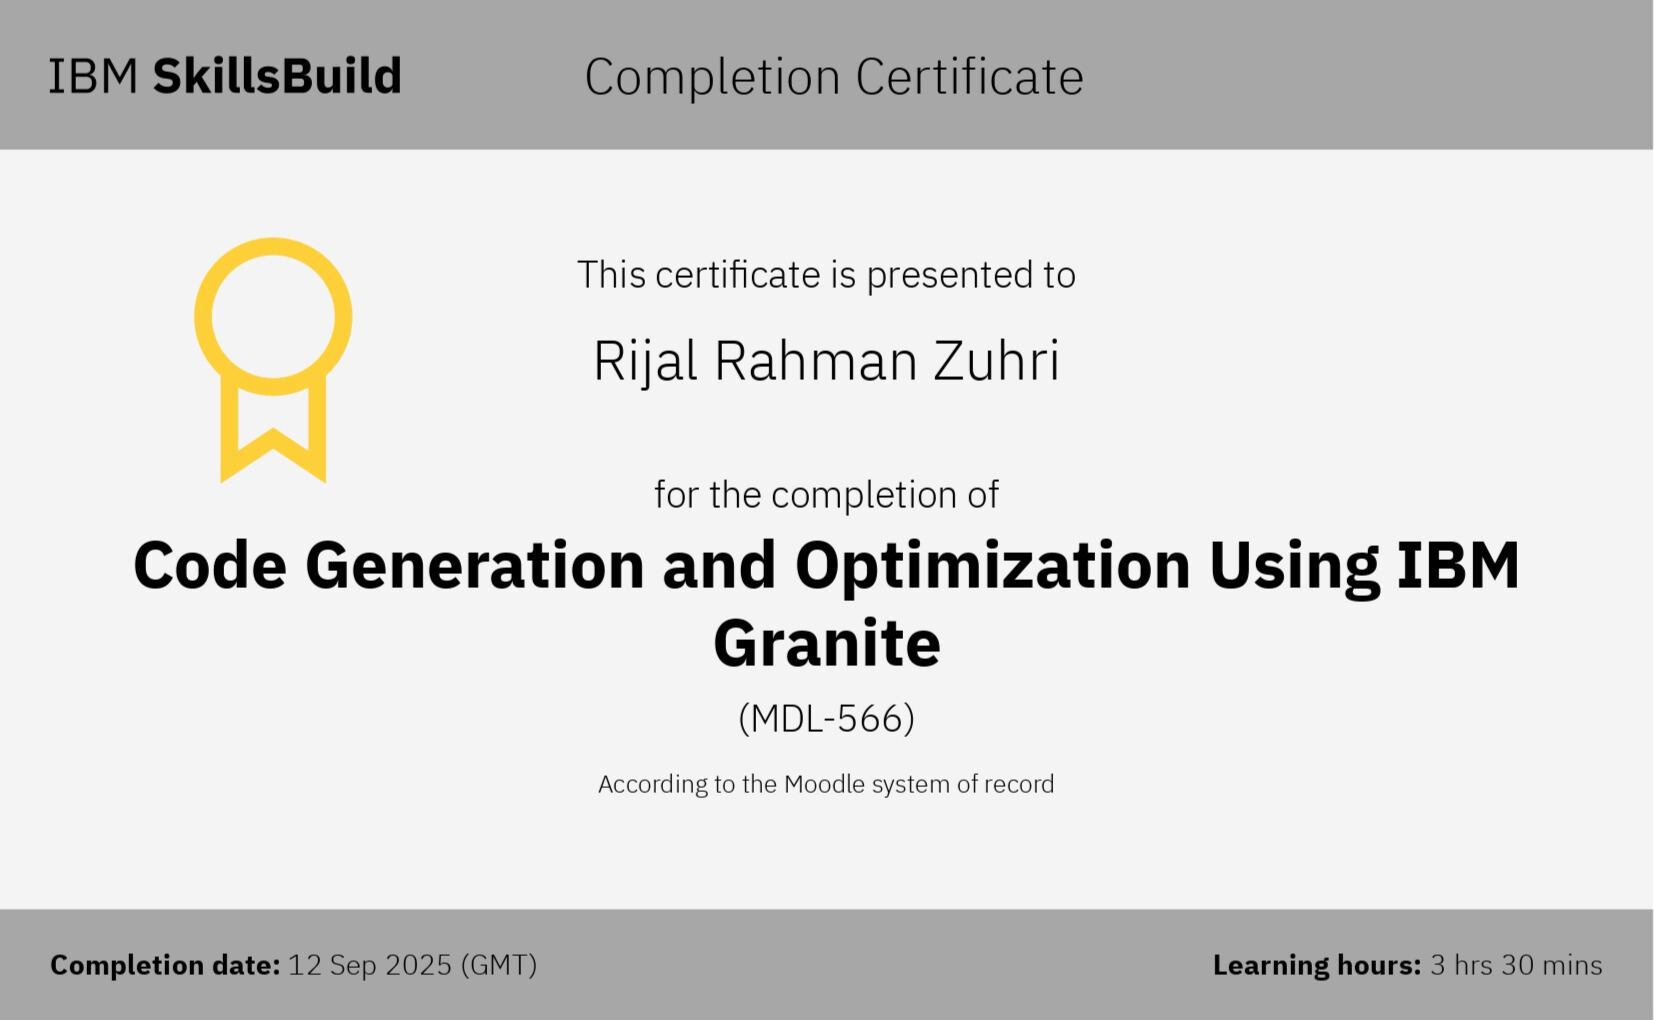 IBM SkillsBuild
Completion Certificate
This certificate is presented to
Rijal Rahman Zuhri
for the completion of
Code Generation and Optimization Using IBM
Granite
(MDL-566)
According to the Moodle system of record
Completion date: 12 Sep 2025 (GMT)
Learning hours: 3 hrs 30 mins